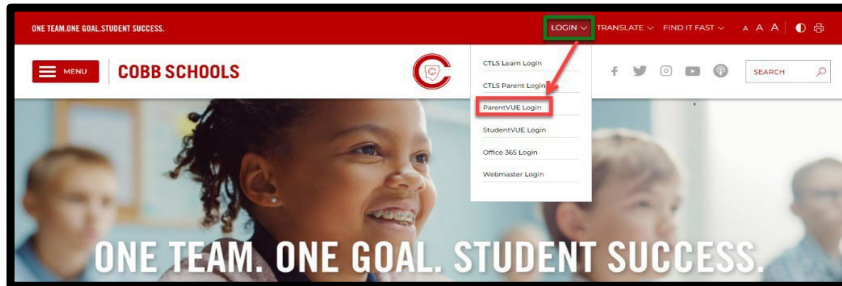 ONE TEAM.ONE GOAL.STUDENT SUCCESS.
LOGIN TRANSLATE FIND IT FAST A A A
MENU
COBB SCHOOLS
C
SEARCH
CTLS Learn Login
CTLS Parent Login
ParentVUE Login
StudentVUE Login
Office 365 Login
Webmaster Login
ONE TEAM. ONE GOAL. STUDENT SUCCESS.